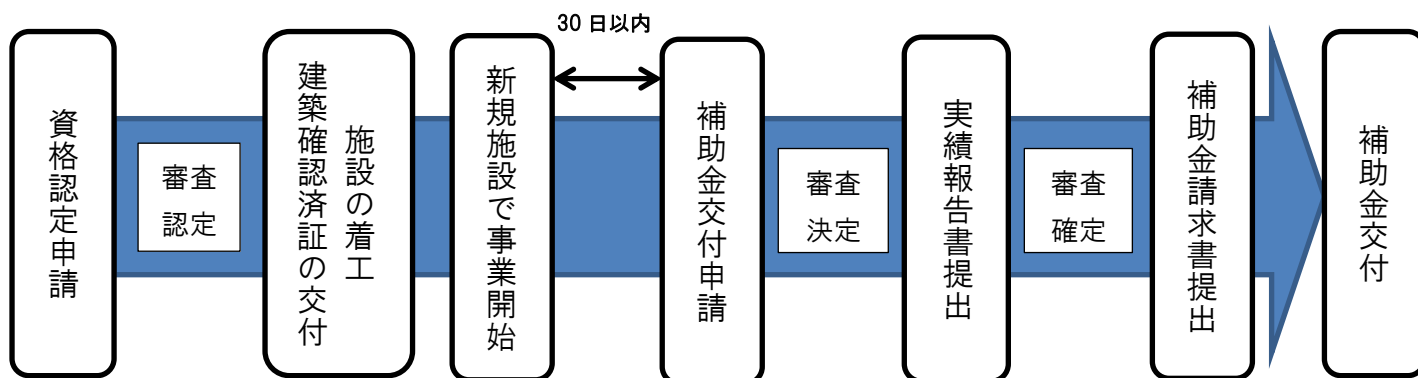 30日以内
資格認定申請
審査
認定
施設の着工
建築確認済証の交付
新規施設で事業開始
補助金交付申請
審査
決定
実績報告書提出
審査
確定
補助金請求書提出
補助金交付